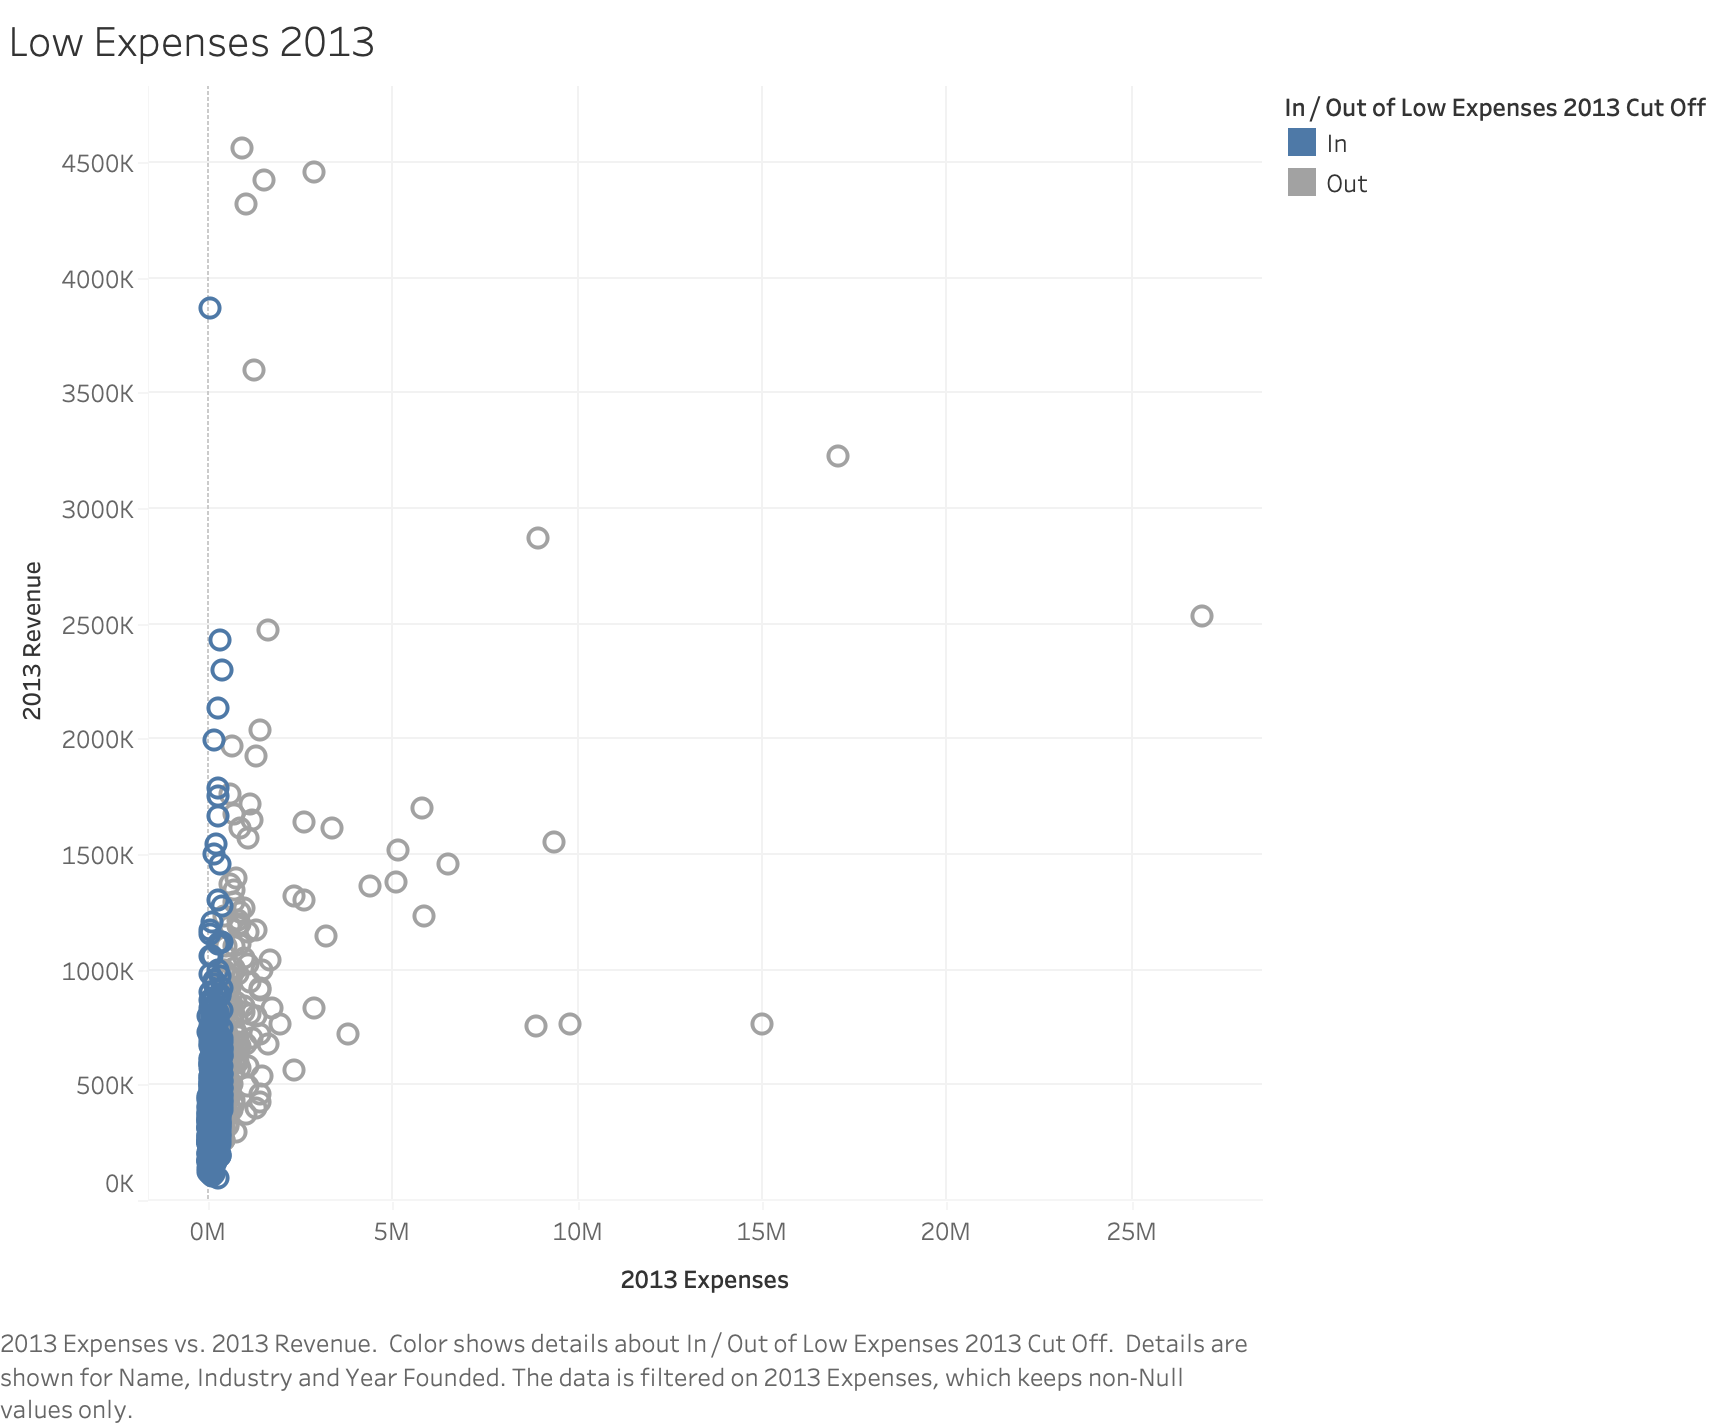 Low Expenses 2013
In / Out of Low Expenses 2013 Cut Off
In
Out
4500K
4000K
3500K
3000K
2500K
2000K
1500K
1000K
500K
0K
2013 Revenue
0M 5M 10M 15M 20M 25M
2013 Expenses
2013 Expenses vs. 2013 Revenue.  Color shows details about In / Out of Low Expenses 2013 Cut Off.  Details are
shown for Name, Industry and Year Founded. The data is filtered on 2013 Expenses, which keeps non-Null
values only.